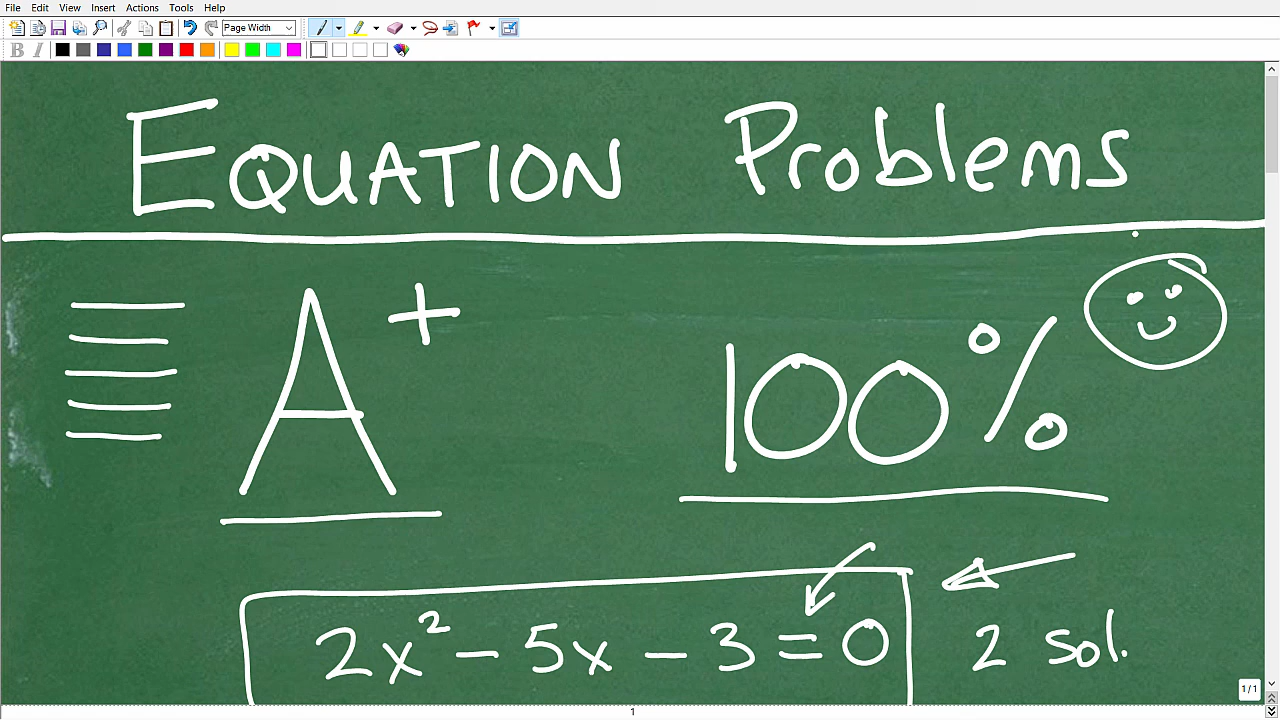 File Edit View Insert Actions Tools Help
Page Width
B I
EQUATION Problems
A+ 100%
2x² - 5x - 3 = 0 2 sol.
1/1
1